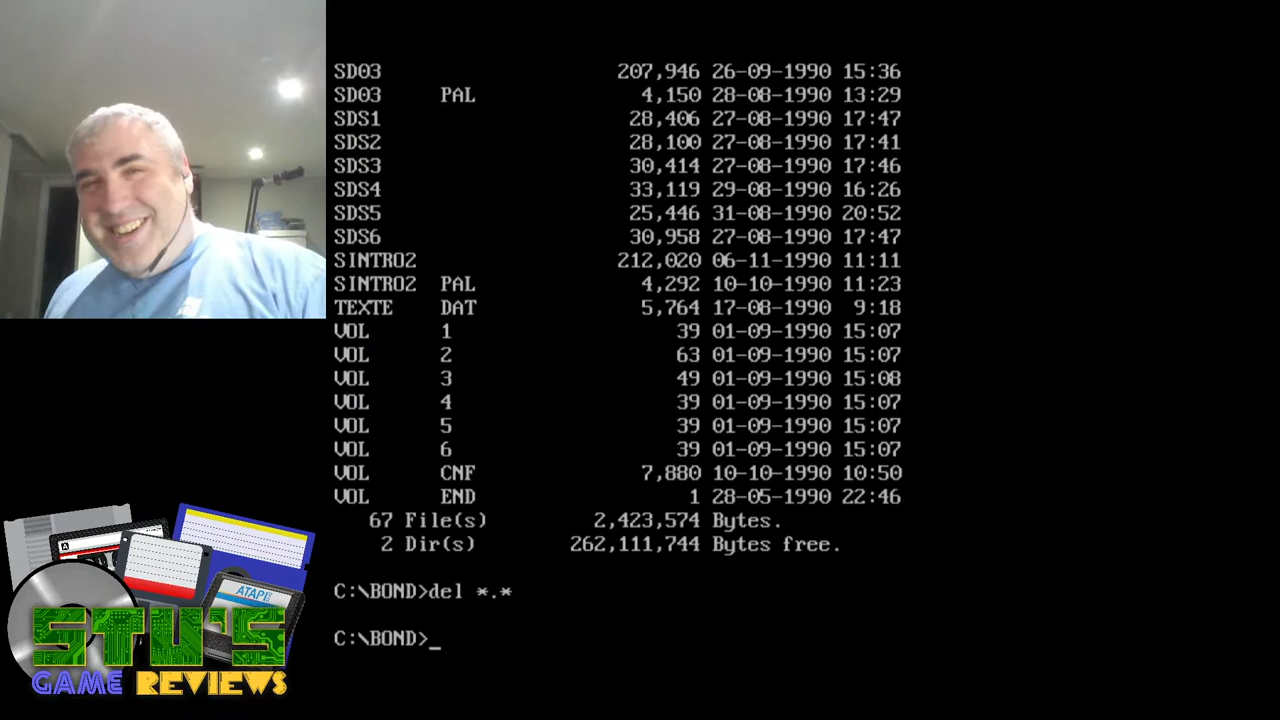 SD03 207,946 26-09-1990 15:36
SD03 PAL 4,150 28-08-1990 13:29
SDS1 28,406 27-08-1990 17:47
SDS2 28,100 27-08-1990 17:41
SDS3 30,414 27-08-1990 17:46
SDS4 33,119 29-08-1990 16:26
SDS5 25,446 31-08-1990 20:52
SDS6 30,958 27-08-1990 17:47
SINTRO2 212,020 06-11-1990 11:11
SINTRO2 PAL 4,292 10-10-1990 11:23
TEXTE DAT 5,764 17-08-1990 9:18
VOL 1 39 01-09-1990 15:07
VOL 2 63 01-09-1990 15:07
VOL 3 49 01-09-1990 15:08
VOL 4 39 01-09-1990 15:07
VOL 5 39 01-09-1990 15:07
VOL 6 39 01-09-1990 15:07
VOL CNF 7,880 10-10-1990 10:50
VOL END 1 28-05-1990 22:46
67 File(s) 2,423,574 Bytes.
2 Dir(s) 262,111,744 Bytes free.
C:\BOND>del *.*
C:\BOND>_
A
ATARI
STU'S
GAME REVIEWS